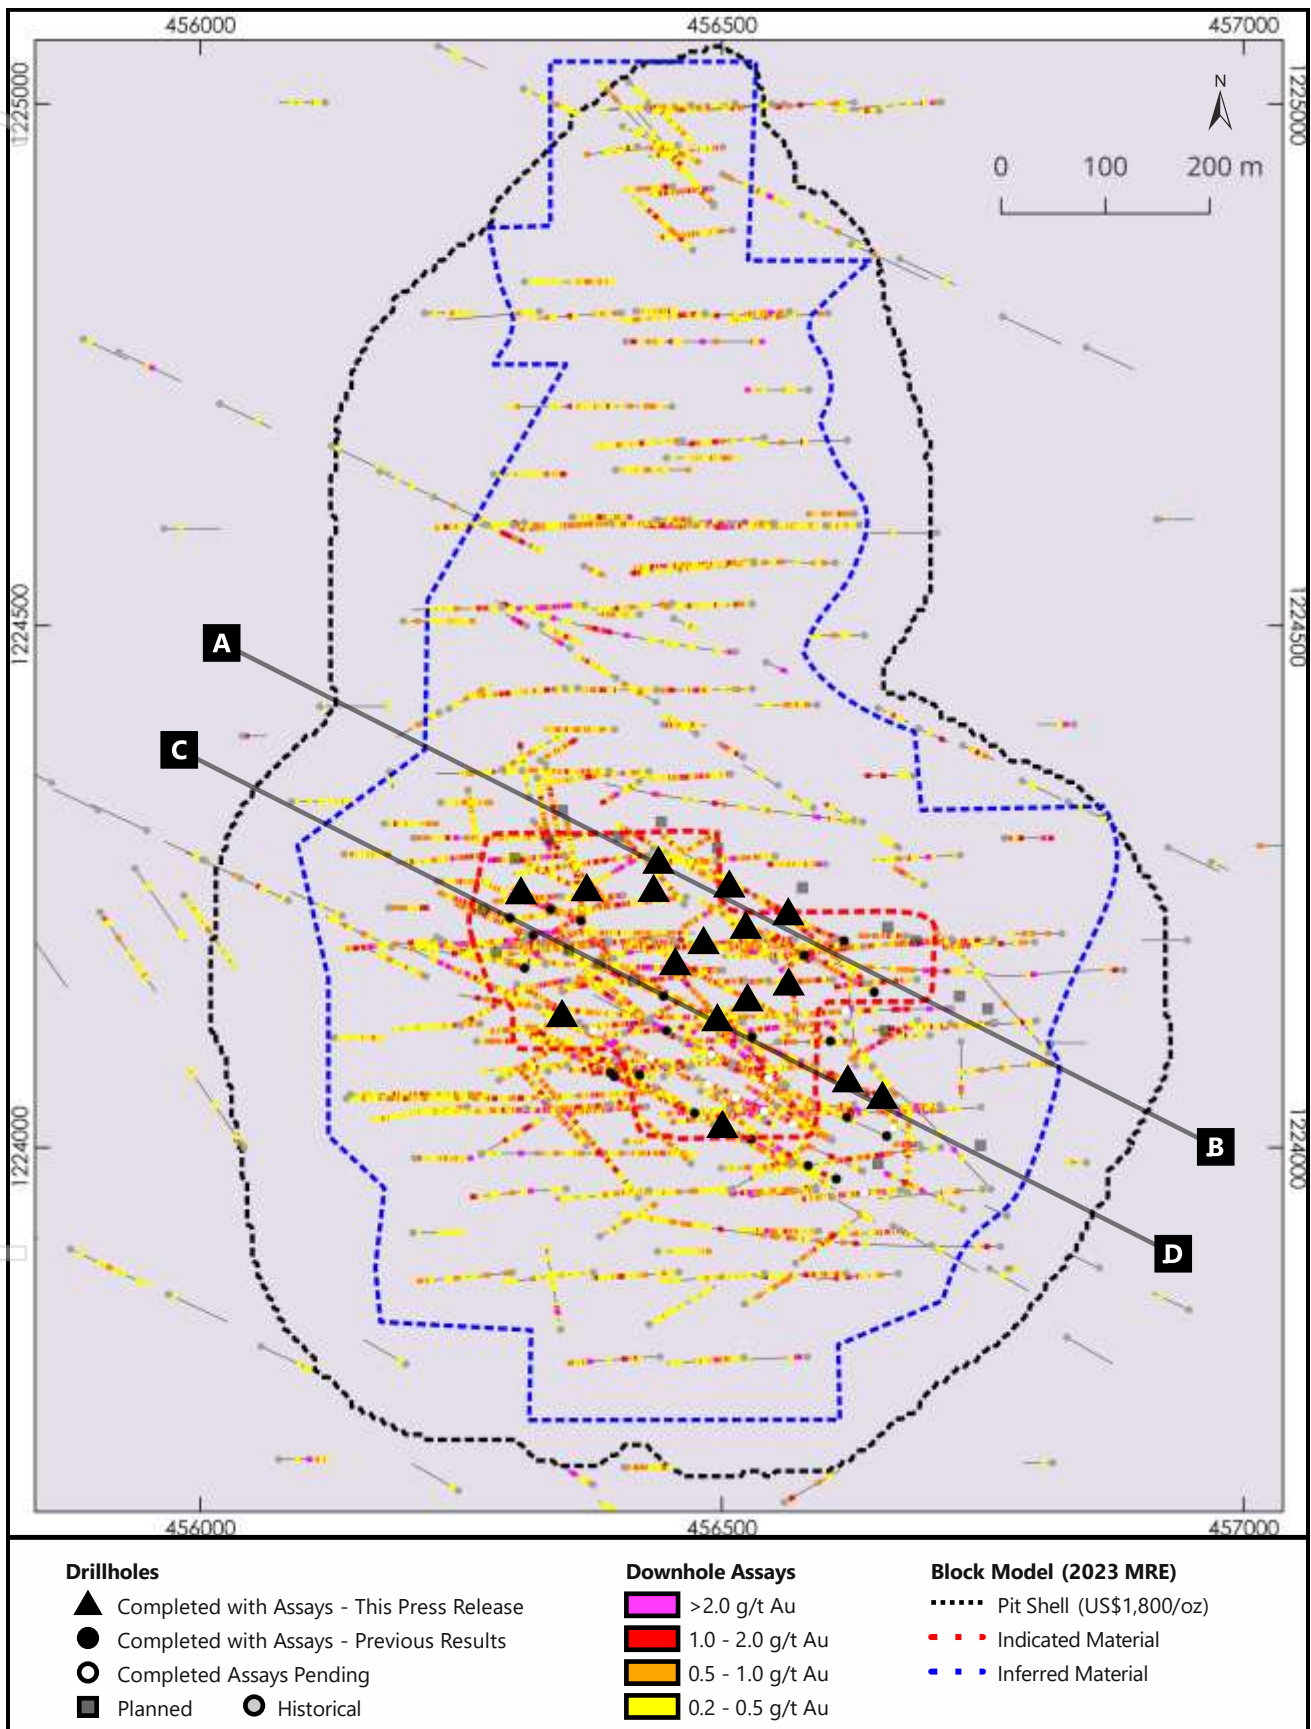 456000 456500 457000
1225000 1225000
N
0 100 200 m
1224500 1224500
A
C
1224000 1224000
B
D
456000 456500 457000
Drillholes
Completed with Assays - This Press Release
Completed with Assays - Previous Results
Completed Assays Pending
Planned Historical
Downhole Assays
>2.0 g/t Au
1.0 - 2.0 g/t Au
0.5 - 1.0 g/t Au
0.2 - 0.5 g/t Au
Block Model (2023 MRE)
Pit Shell (US$1,800/oz)
Indicated Material
Inferred Material